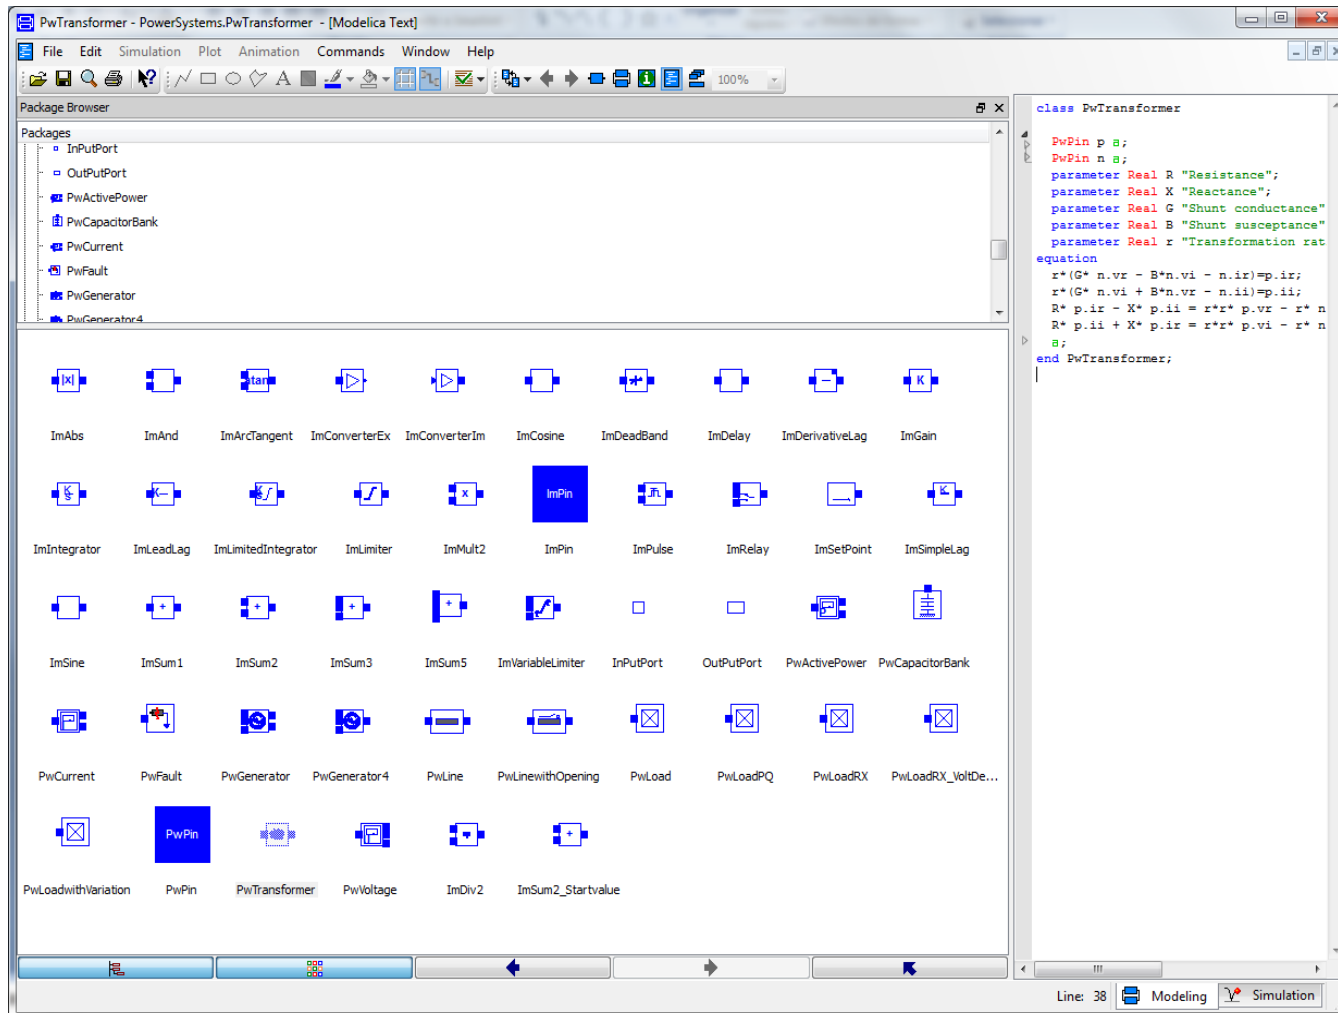 PwTransformer - PowerSystems.PwTransformer - [Modelica Text]
File Edit Simulation Plot Animation Commands Window Help
A 100%
Package Browser
Packages
InPutPort
OutPutPort
PwActivePower
PwCapacitorBank
PwCurrent
PwFault
PwGenerator
PwGenerator4
|x| atan K
ImAbs ImAnd ImArcTangent ImConverterEx ImConverterIm ImCosine ImDeadBand ImDelay ImDerivativeLag ImGain
x ImPin
ImIntegrator ImLeadLag ImLimitedIntegrator ImLimiter ImMult2 ImPin ImPulse ImRelay ImSetPoint ImSimpleLag
+ + + +
ImSine ImSum1 ImSum2 ImSum3 ImSum5 ImVariableLimiter InPutPort OutPutPort PwActivePower PwCapacitorBank
PwCurrent PwFault PwGenerator PwGenerator4 PwLine PwLinewithOpening PwLoad PwLoadPQ PwLoadRX PwLoadRX_VoltDe...
PwPin +
PwLoadwithVariation PwPin PwTransformer PwVoltage ImDiv2 ImSum2_Startvalue
class PwTransformer
PwPin p a;
PwPin n a;
parameter Real R "Resistance";
parameter Real X "Reactance";
parameter Real G "Shunt conductance"
parameter Real B "Shunt susceptance"
parameter Real r "Transformation rat
equation
r*(G* n.vr - B*n.vi - n.ir)=p.ir;
r*(G* n.vi + B*n.vr - n.ii)=p.ii;
R* p.ir - X* p.ii = r*r* p.vr - r* n
R* p.ii + X* p.ir = r*r* p.vi - r* n
a;
end PwTransformer;
Line: 38 Modeling Simulation